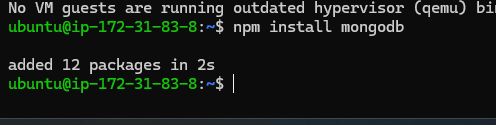 No VM guests are running outdated hypervisor (qemu) bin
ubuntu@ip-172-31-83-8:~$ npm install mongodb
added 12 packages in 2s
ubuntu@ip-172-31-83-8:~$